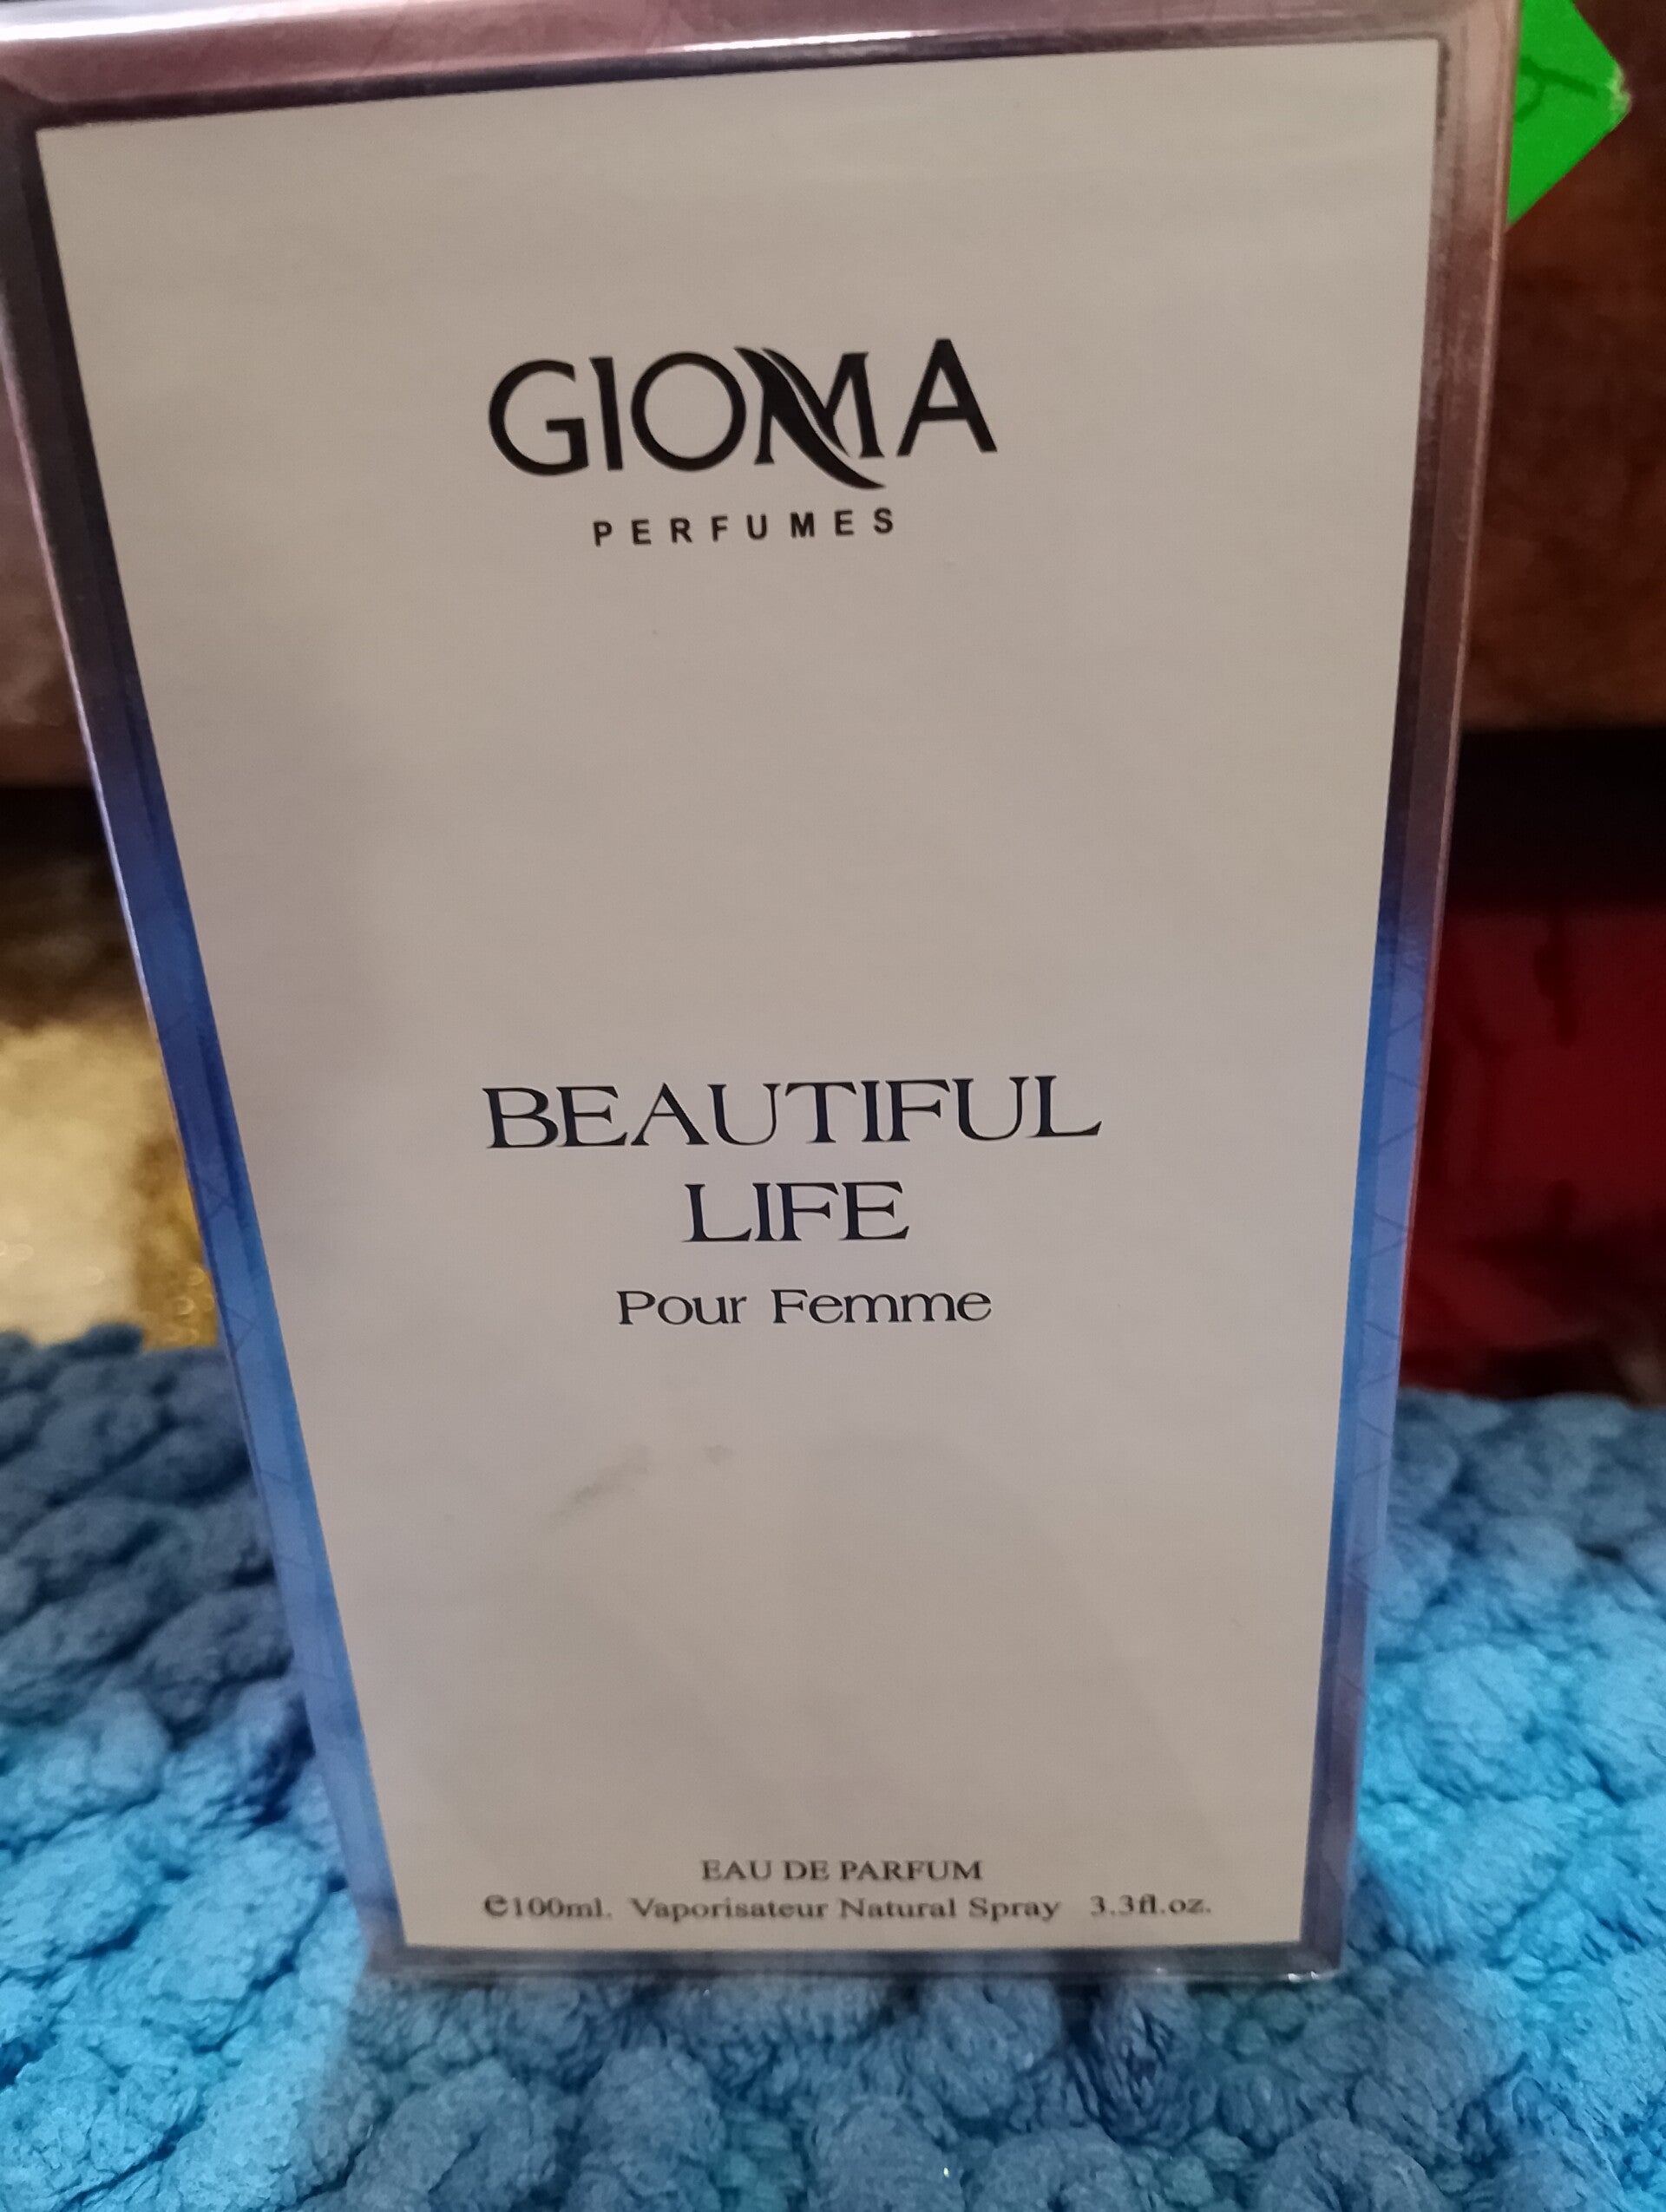 GIOMA
PERFUMES
BEAUTIFUL
LIFE
Pour Femme
EAU DE PARFUM
℮100ml. Vaporisateur Natural Spray 3.3fl.oz.